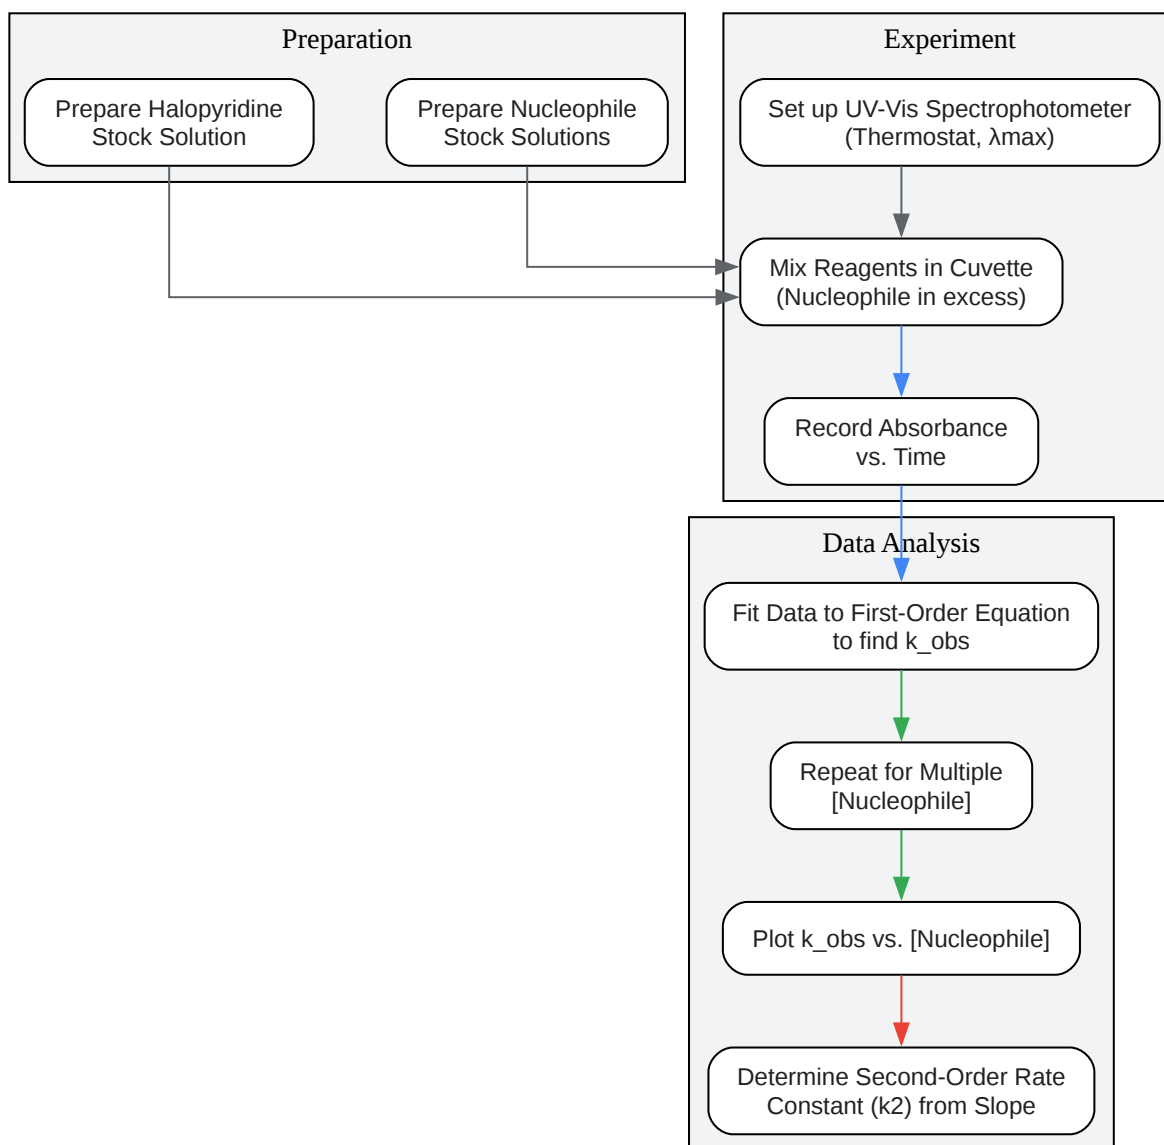 Preparation
Prepare Halopyridine
Stock Solution
Prepare Nucleophile
Stock Solutions
Experiment
Set up UV-Vis Spectrophotometer
(Thermostat, λmax)
Mix Reagents in Cuvette
(Nucleophile in excess)
Record Absorbance
vs. Time
Data Analysis
Fit Data to First-Order Equation
to find k_obs
Repeat for Multiple
[Nucleophile]
Plot k_obs vs. [Nucleophile]
Determine Second-Order Rate
Constant (k2) from Slope